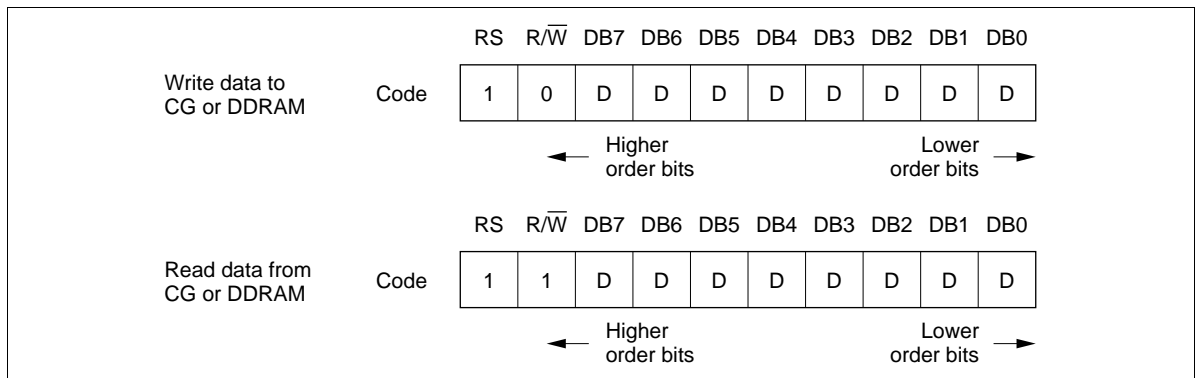 RS R/W̅ DB7 DB6 DB5 DB4 DB3 DB2 DB1 DB0
Write data to
CG or DDRAM
Code 1 0 D D D D D D D D
Higher
order bits
Lower
order bits
RS R/W̅ DB7 DB6 DB5 DB4 DB3 DB2 DB1 DB0
Read data from
CG or DDRAM
Code 1 1 D D D D D D D D
Higher
order bits
Lower
order bits